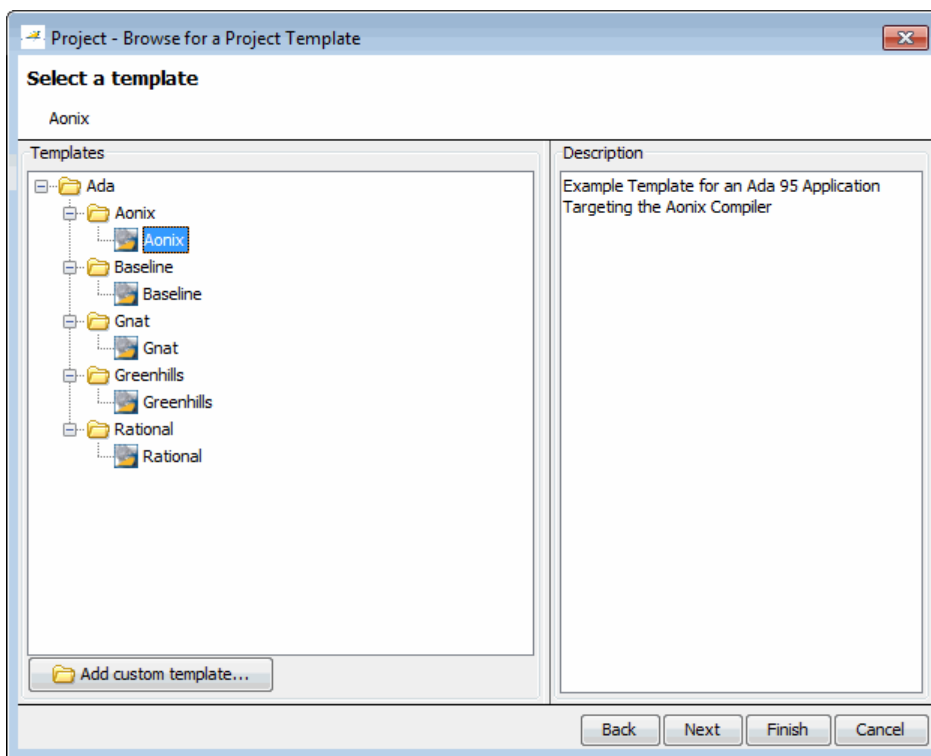 Project - Browse for a Project Template
Select a template
Aonix
Templates
Ada
Aonix
Aonix
Baseline
Baseline
Gnat
Gnat
Greenhills
Greenhills
Rational
Rational
Add custom template...
Description
Example Template for an Ada 95 Application
Targeting the Aonix Compiler
Back Next Finish Cancel